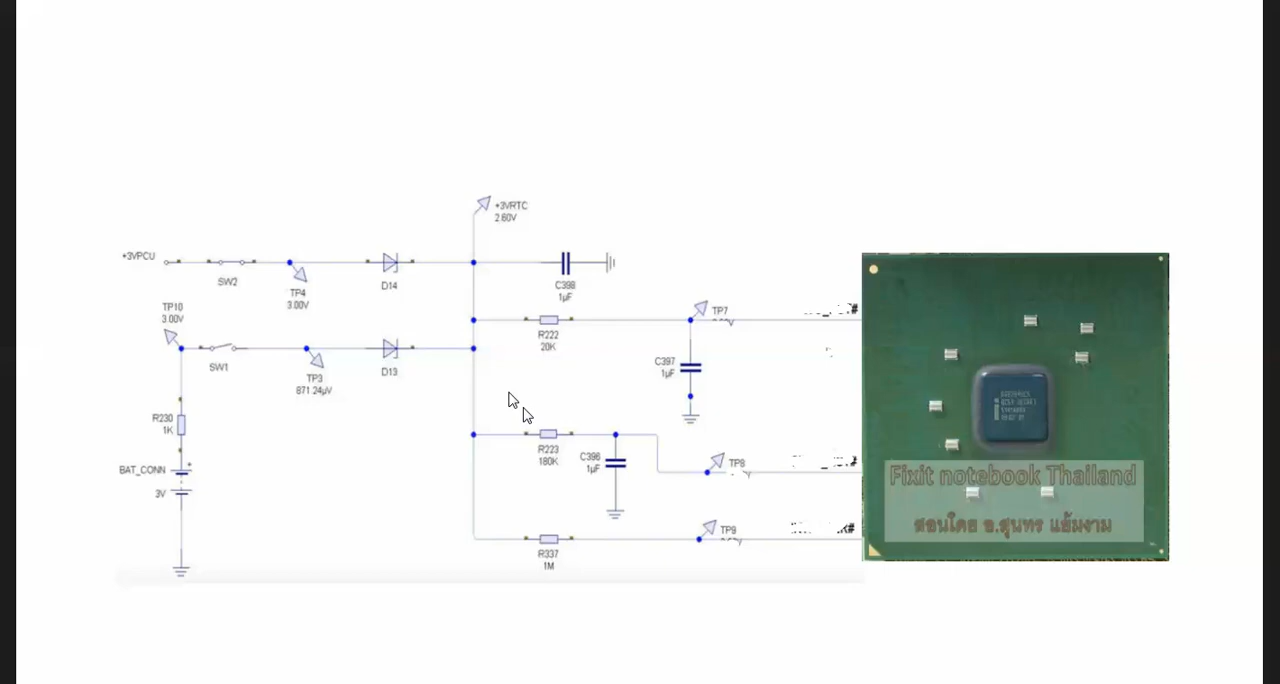 +3VRTC
2.60V
+3VPCU
SW2
TP4
3.00V
D14
C398
1µF
TP10
3.00V
TP7
R222
20K
SW1
TP3
871.24µV
D13
C397
1µF
R230
1K
R223
180K
C396
1µF
TP8
BAT_CONN
+
3V
TP9
R337
1M
Fixit notebook Thailand
สอนโดย อ.สุนทร แย้มงาม